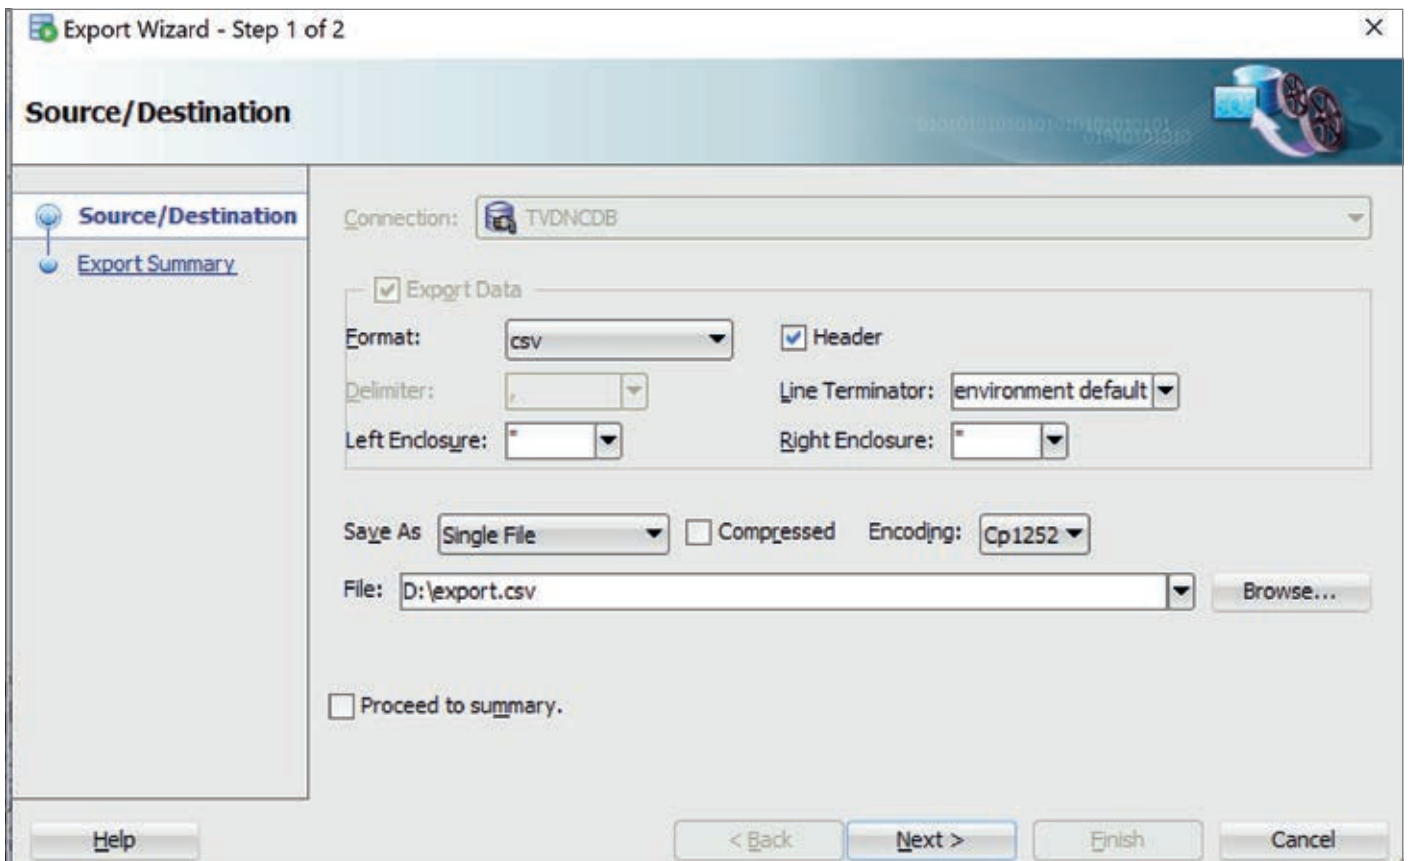 Export Wizard - Step 1 of 2
Source/Destination
Source/Destination
Export Summary
Connection: TVDNCDB
Export Data
Format: csv Header
Delimiter: , Line Terminator: environment default
Left Enclosure: " Right Enclosure: "
Save As Single File Compressed Encoding: Cp1252
File: D:\export.csv Browse...
Proceed to summary.
Help < Back Next > Finish Cancel